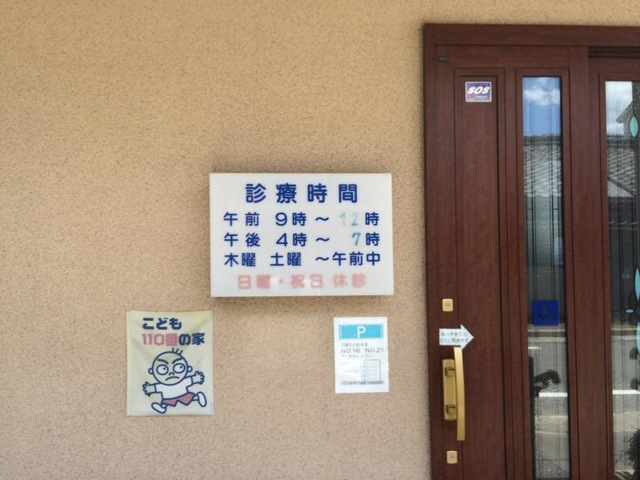 診療時間
午前 9時 〜 12時
午後 4時 〜 7時
木曜 土曜 〜午前中
日曜・祝日 休診
SOS
こども
110番の家
P
NO.16 NO.21